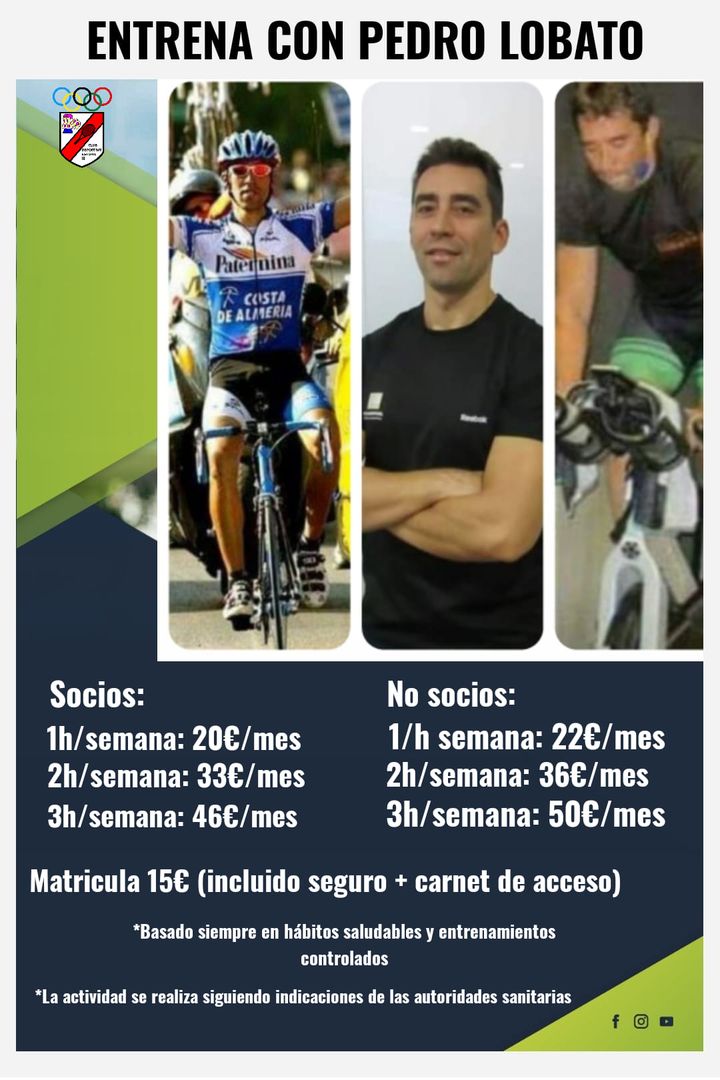 ENTRENA CON PEDRO LOBATO
CLUB
DEPORTIVO
Paternina
COSTA
DE ALMERIA
Reebok
Socios:
1h/semana: 20€/mes
2h/semana: 33€/mes
3h/semana: 46€/mes
No socios:
1/h semana: 22€/mes
2h/semana: 36€/mes
3h/semana: 50€/mes
Matricula 15€ (incluido seguro + carnet de acceso)
*Basado siempre en hábitos saludables y entrenamientos
controlados
*La actividad se realiza siguiendo indicaciones de las autoridades sanitarias